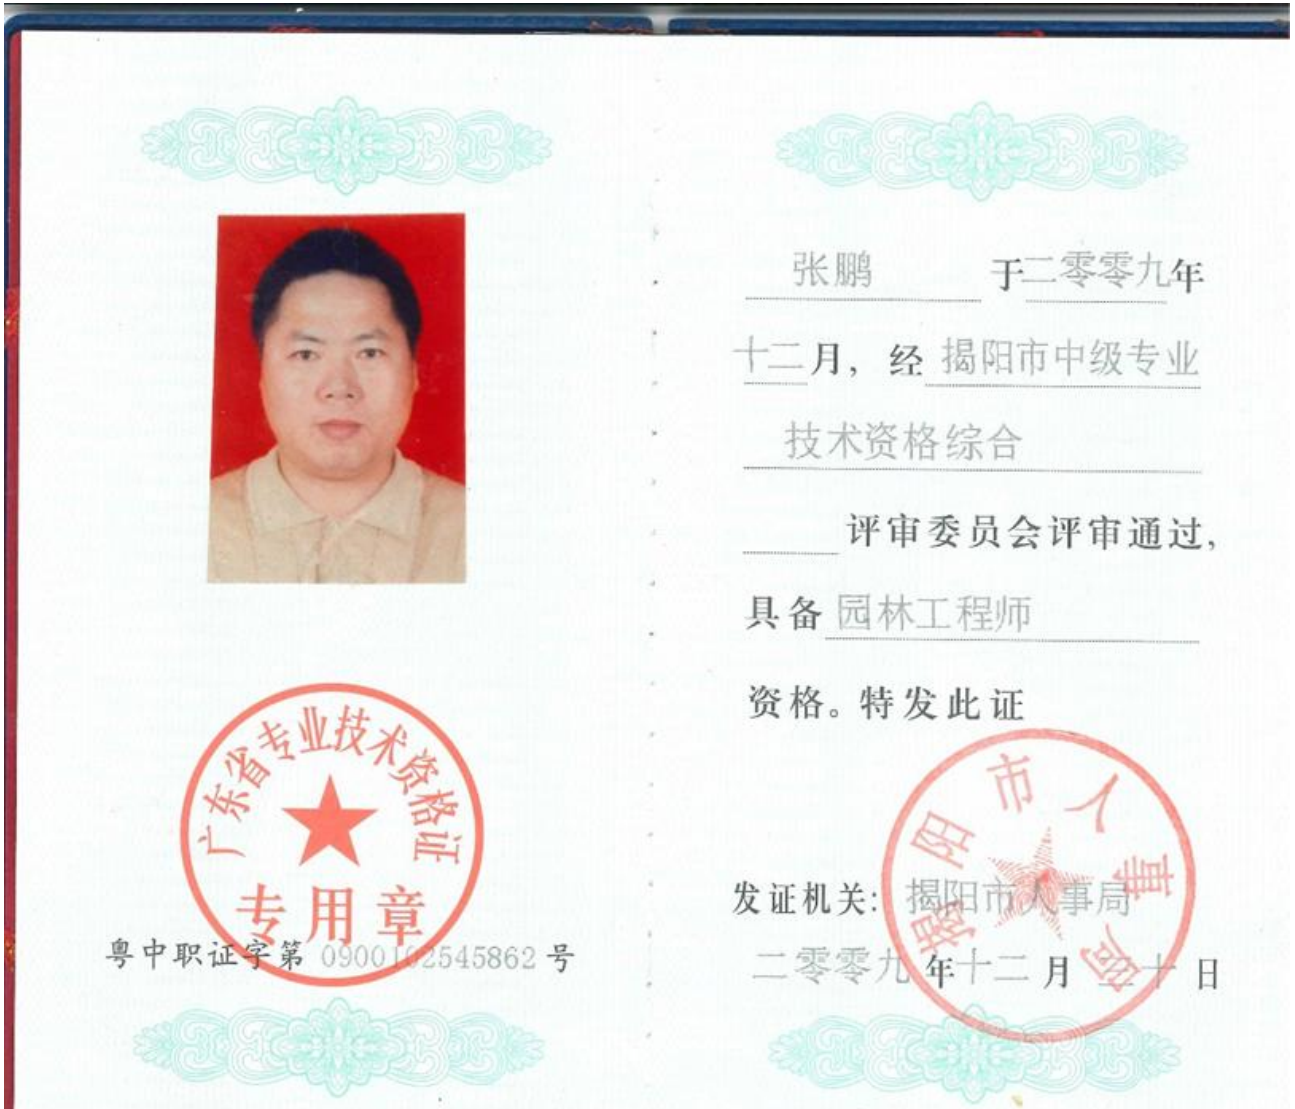 广东省专业技术资格证
专用章
粤中职证字第 0900102545862 号
张鹏 于二零零九年
十二月，经 揭阳市中级专业
技术资格综合
评审委员会评审通过,
具备 园林工程师
资格。特发此证
揭阳市人事局
发证机关: 揭阳市人事局
二零零九 年十二月 三十 日